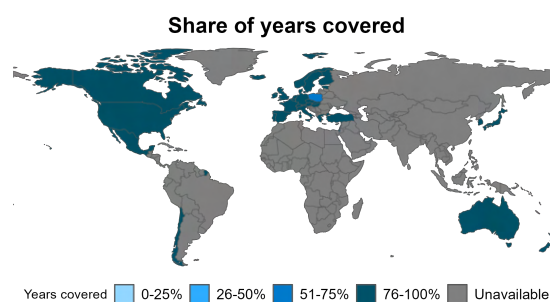 Share of years covered
Years covered 0-25% 26-50% 51-75% 76-100% Unavailable